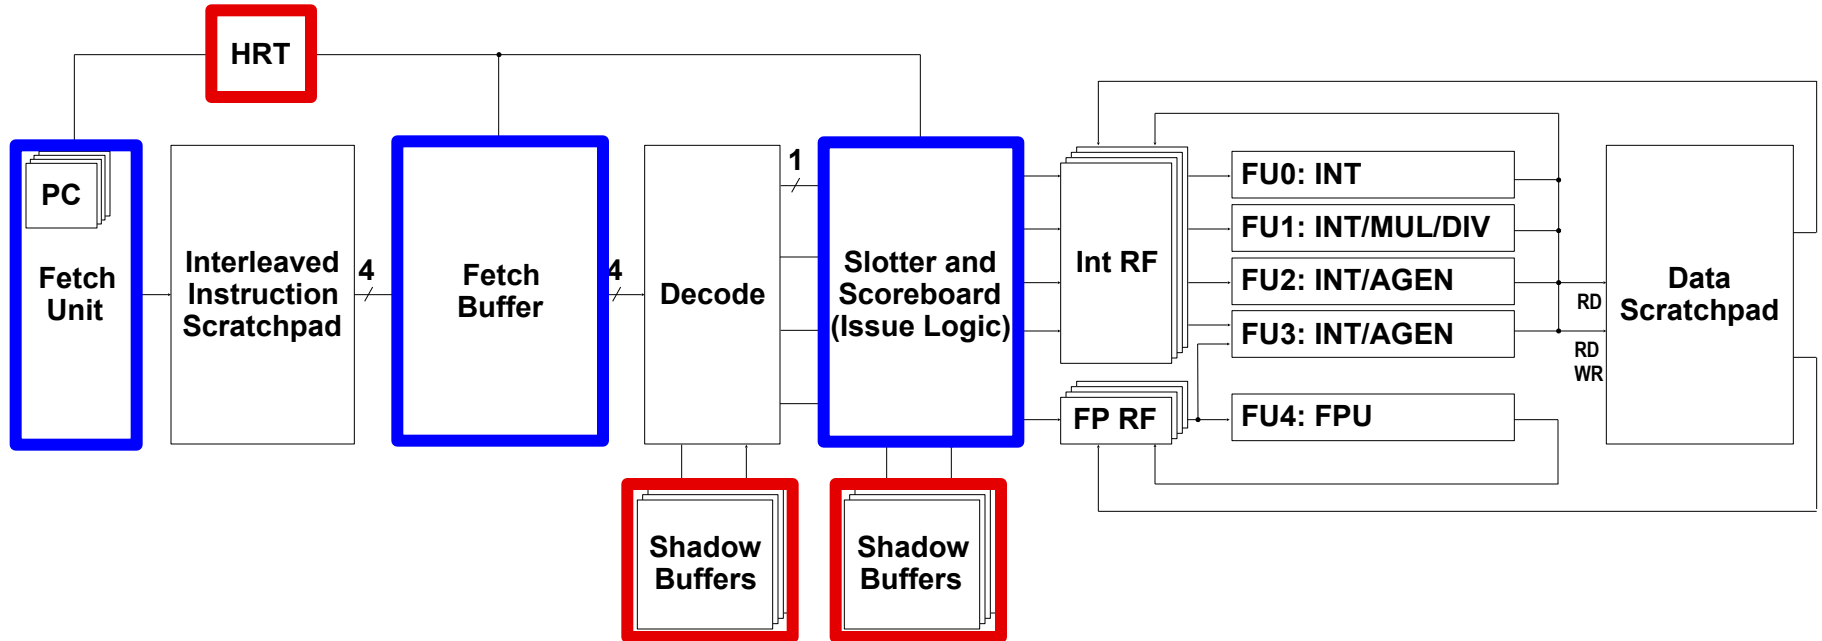 HRT
PC
Fetch
Unit
Interleaved
Instruction
Scratchpad
4
Fetch
Buffer
4
Decode
1
Slotter and
Scoreboard
(Issue Logic)
Shadow
Buffers
Shadow
Buffers
Int RF
FP RF
FU0: INT
FU1: INT/MUL/DIV
FU2: INT/AGEN
FU3: INT/AGEN
FU4: FPU
RD
RD
WR
Data
Scratchpad